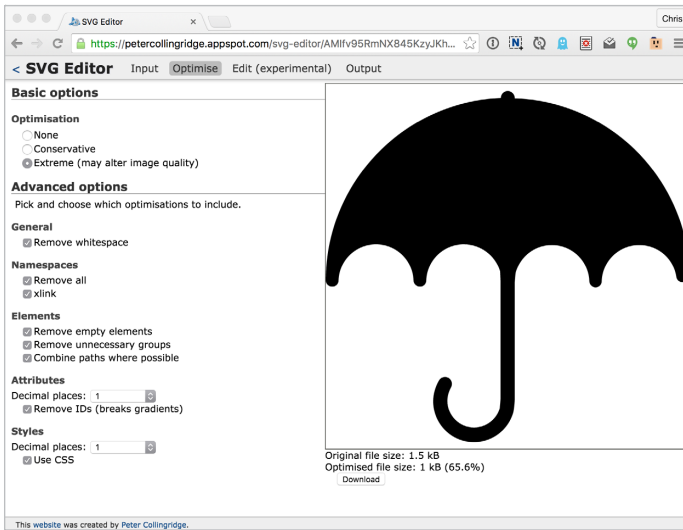 SVG Editor
Chris
https://petercollingridge.appspot.com/svg-editor/AMIfv95RmNX845KzyJKh...
< SVG Editor Input Optimise Edit (experimental) Output
Basic options
Optimisation
None
Conservative
Extreme (may alter image quality)
Advanced options
Pick and choose which optimisations to include.
General
Remove whitespace
Namespaces
Remove all
xlink
Elements
Remove empty elements
Remove unnecessary groups
Combine paths where possible
Attributes
Decimal places: 1
Remove IDs (breaks gradients)
Styles
Decimal places: 1
Use CSS
Original file size: 1.5 kB
Optimised file size: 1 kB (65.6%)
Download
This website was created by Peter Collingridge.